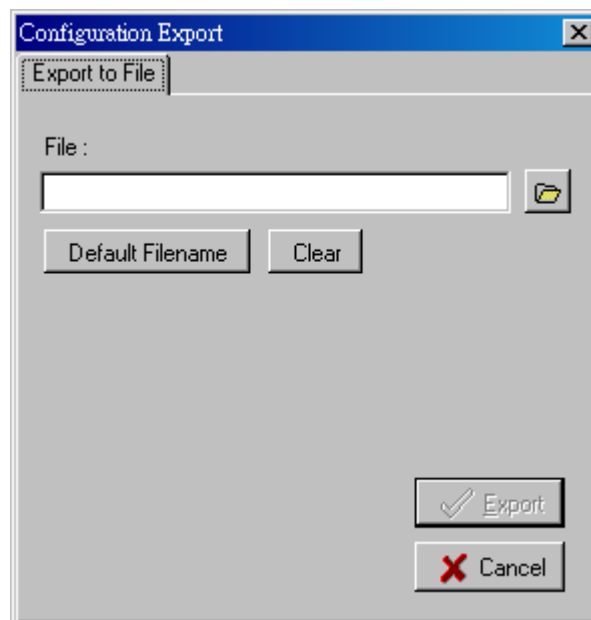 Configuration Export
Export to File
File :
Default Filename
Clear
Export
Cancel